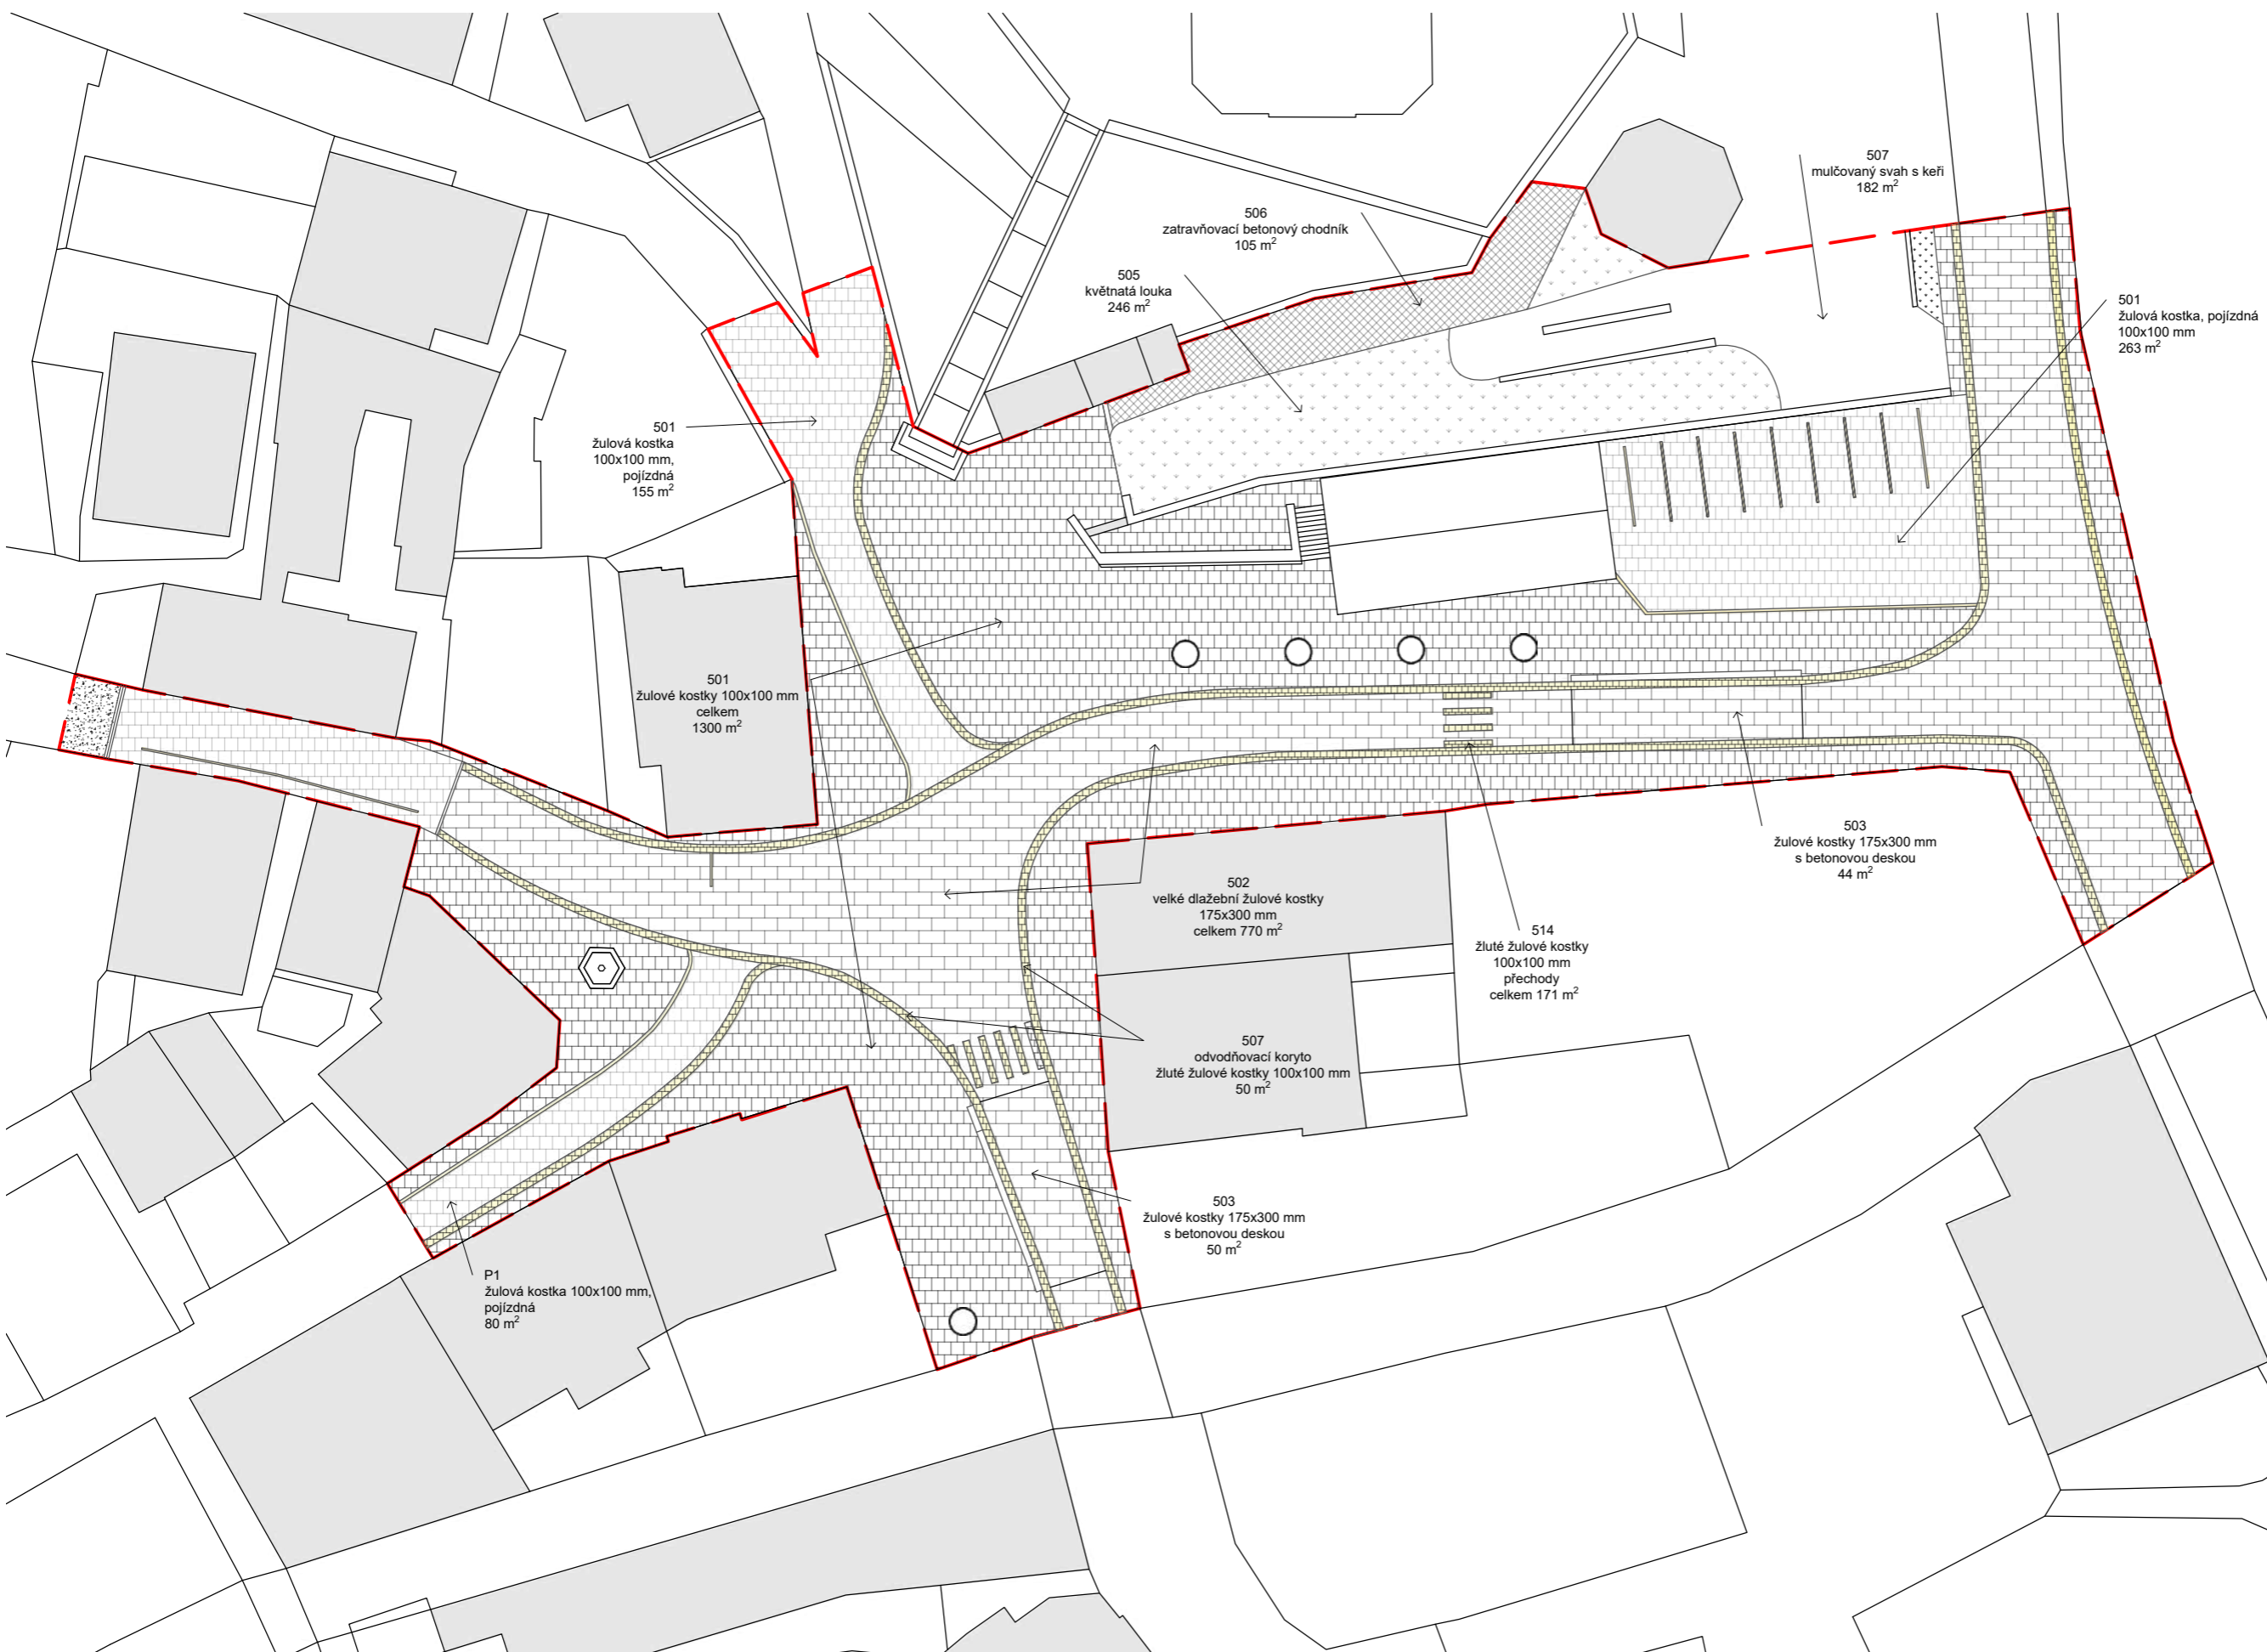 507
mulčovaný svah s keři
182 m²
506
zatravňovací betonový chodník
105 m²
505
květnatá louka
246 m²
501
žulová kostka, pojízdná
100x100 mm
263 m²
501
žulová kostka
100x100 mm,
pojízdná
155 m²
501
žulové kostky 100x100 mm
celkem
1300 m²
503
žulové kostky 175x300 mm
s betonovou deskou
44 m²
502
velké dlažební žulové kostky
175x300 mm
celkem 770 m²
514
žluté žulové kostky
100x100 mm
přechody
celkem 171 m²
507
odvodňovací koryto
žluté žulové kostky 100x100 mm
50 m²
503
žulové kostky 175x300 mm
s betonovou deskou
50 m²
P1
žulová kostka 100x100 mm,
pojízdná
80 m²